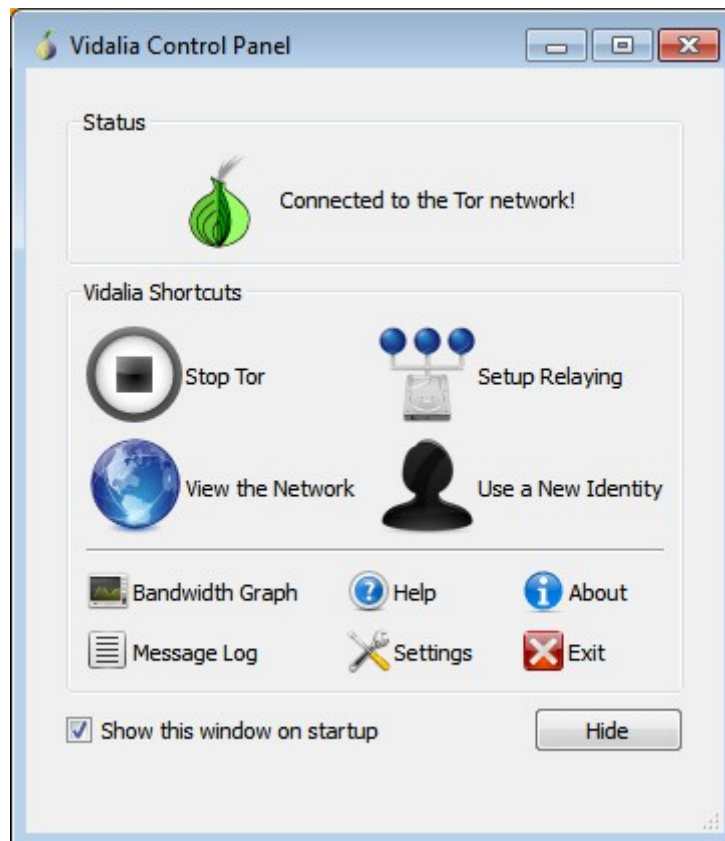 Vidalia Control Panel
Status
Connected to the Tor network!
Vidalia Shortcuts
Stop Tor
Setup Relaying
View the Network
Use a New Identity
Bandwidth Graph
Help
About
Message Log
Settings
Exit
Show this window on startup
Hide